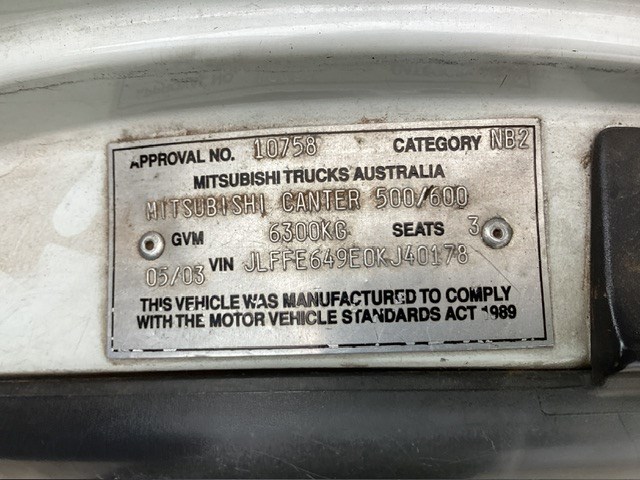 APPROVAL NO. 10758 CATEGORY NB2
MITSUBISHI TRUCKS AUSTRALIA
MITSUBISHI CANTER 500/600
GVM 6300KG SEATS 3
05/03 VIN JLFFE649E0KJ40178
THIS VEHICLE WAS MANUFACTURED TO COMPLY
WITH THE MOTOR VEHICLE STANDARDS ACT 1989